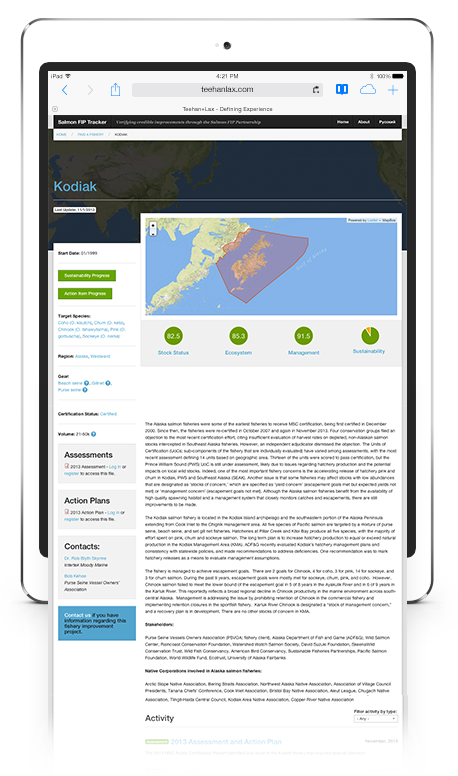 iPad
4:21 PM
100%
teehanlax.com
Teehan+Lax - Defining Experience
Salmon FIP Tracker
Verifying credible improvements through the Salmon FIP Partnership
Home
About
Русский
HOME / FIND A FISHERY / KODIAK
Kodiak
Last Update: 11/1/2013
Powered by Leaflet — MapBox
Start Date: 01/1999
Sustainability Progress
Action Plan Progress
82.5
85.3
91.5
Stock Status
Ecosystem
Management
Sustainability
Target Species:
Coho (O. kisutch), Chum (O. keta),
Chinook (O. tshawytscha), Pink (O.
gorbuscha), Sockeye (O. nerka)
Region: Alaska, Westward
Gear
Beach seine, Gillnet,
Purse seine
Certification Status: Certified
Volume: 21-50k
Assessments
2013 Assessment - Log in or
register to access this file.
Action Plans
2013 Action Plan - Log in or
register to access this file.
Contacts:
Intertek Moody Marine
Bob Kehoe
Purse Seine Vessel Owners'
Association
Contact us if you have
information regarding this
fishery improvement
project.
The Alaska salmon fisheries were some of the earliest fisheries to receive MSC certification, being first certified in December
2000. Since then, the fisheries were re-certified in October 2007 and again in November 2013. Four conservation groups filed an
objection to the most recent certification effort, citing insufficient evaluation of harvest roles on depleted, non-Alaskan salmon
stocks intercepted in Southeast Alaska fisheries. However, an independent adjudicator dismissed the objection. The Units of
Certification (UoCs; sub-components of the fishery that are individually evaluated) have varied among assessments, with the most
recent assessment defining 14 units based on geographic area. Thirteen of the units were scored to pass certification, but the
Prince William Sound (PWS) UoC is still under assessment, likely due to issues regarding hatchery production and the potential
impacts on local wild stocks. Indeed, one of the most important fishery concerns is the accelerating release of hatchery pink and
chum in Kodiak, PWS and Southeast Alaska (SEAK). Another issue is that some fisheries may affect stocks with low abundances
that are designated as 'stocks of concern', which are specified as 'yield concern' (escapement goals met but expected yields not
met) or 'management concern' (escapement goals not met). Although the Alaska salmon fisheries benefit from the availability of
high quality spawning habitat and a management system that closely monitors catches and escapements, there are still
improvements to be made.
The Kodiak salmon fishery is located in the Kodiak Island archipelago and the southeastern portion of the Alaska Peninsula
extending from Cook Inlet to the Chignik management area. All five species of Pacific salmon are targeted by a mixture of purse
seine, beach seine, and set gill net fisheries. Hatcheries at Pillar Creek and Kitoi Bay produce all five species, with the majority of
effort spent on pink, chum and sockeye salmon. The long term plan is to increase hatchery production to equal or exceed natural
production in the Kodiak Management Area (KMA). ADF&G recently evaluated Kodiak's hatchery management plans and
consistency with statewide policies, and made recommendations to address deficiencies. One recommendation was to mark
hatchery releases as a means to evaluate management assumptions.
The fishery is managed to achieve escapement goals. There are 2 goals for Chinook, 4 for coho, 3 for pink, 14 for sockeye, and
3 for chum salmon. During the past 5 years, escapement goals were mostly met for sockeye, chum, pink, and coho. However,
Chinook salmon failed to meet the lower bound of the escapement goal in 5 of 8 years in the Ayakulik River and in 6 of 9 years in
the Karluk River. This reportedly reflects a broad regional decline in Chinook productivity in the marine environment across south-
central Alaska. Management is addressing the issue by prohibiting retention of Chinook in the commercial fishery and
implementing retention closures in the sportfish fishery. Karluk River Chinook is designated a "stock of management concern,"
and a recovery plan is in development. There are no other stocks of concern in KMA.
Stakeholders:
Purse Seine Vessels Owners Association (PSVOA; fishery client), Alaska Department of Fish and Game (ADF&G), Wild Salmon
Center, Raincoast Conservation Foundation, Watershed Watch Salmon Society, David Suzuki Foundation, SkeenaWild
Conservation Trust, Wild Fish Conservancy, American Bird Conservancy, Sustainable Fisheries Partnerships, Pacific Salmon
Foundation, World Wildlife Fund, Ecotrust, University of Alaska Fairbanks
Native Corporations involved in Alaska salmon fisheries:
Arctic Slope Native Association, Bering Straits Association, Northwest Alaska Native Association, Association of Village Council
Presidents, Tanana Chiefs' Conference, Cook Inlet Association, Bristol Bay Native Association, Aleut League, Chugach Native
Association, Tlingit-Haida Central Council, Kodiak Area Native Association, Copper River Native Association
Activity
Filter activity by type:
- Any -
2013 Assessment and Action Plan
November, 2013